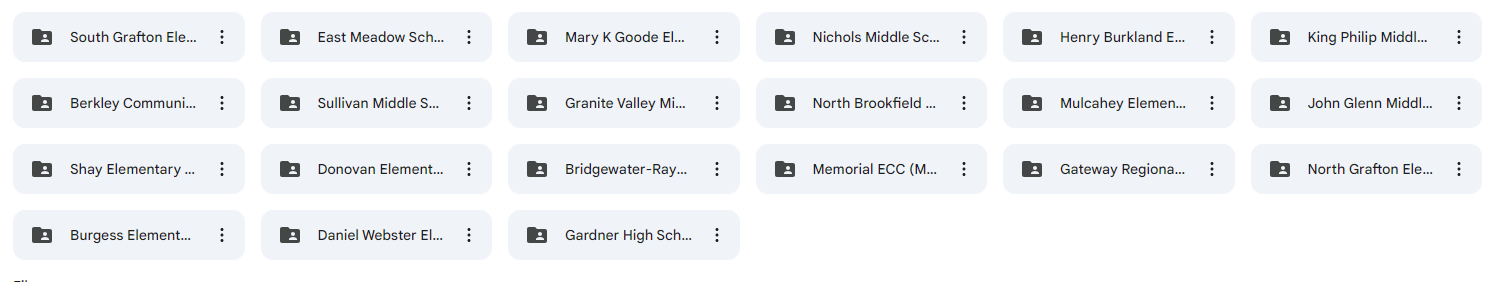 South Grafton Ele...
East Meadow Sch...
Mary K Goode El...
Nichols Middle Sc...
Henry Burkland E...
King Philip Middl...
Berkley Communi...
Sullivan Middle S...
Granite Valley Mi...
North Brookfield ...
Mulcahey Elemen...
John Glenn Middl...
Shay Elementary ...
Donovan Element...
Bridgewater-Ray...
Memorial ECC (M...
Gateway Regiona...
North Grafton Ele...
Burgess Element...
Daniel Webster El...
Gardner High Sch...